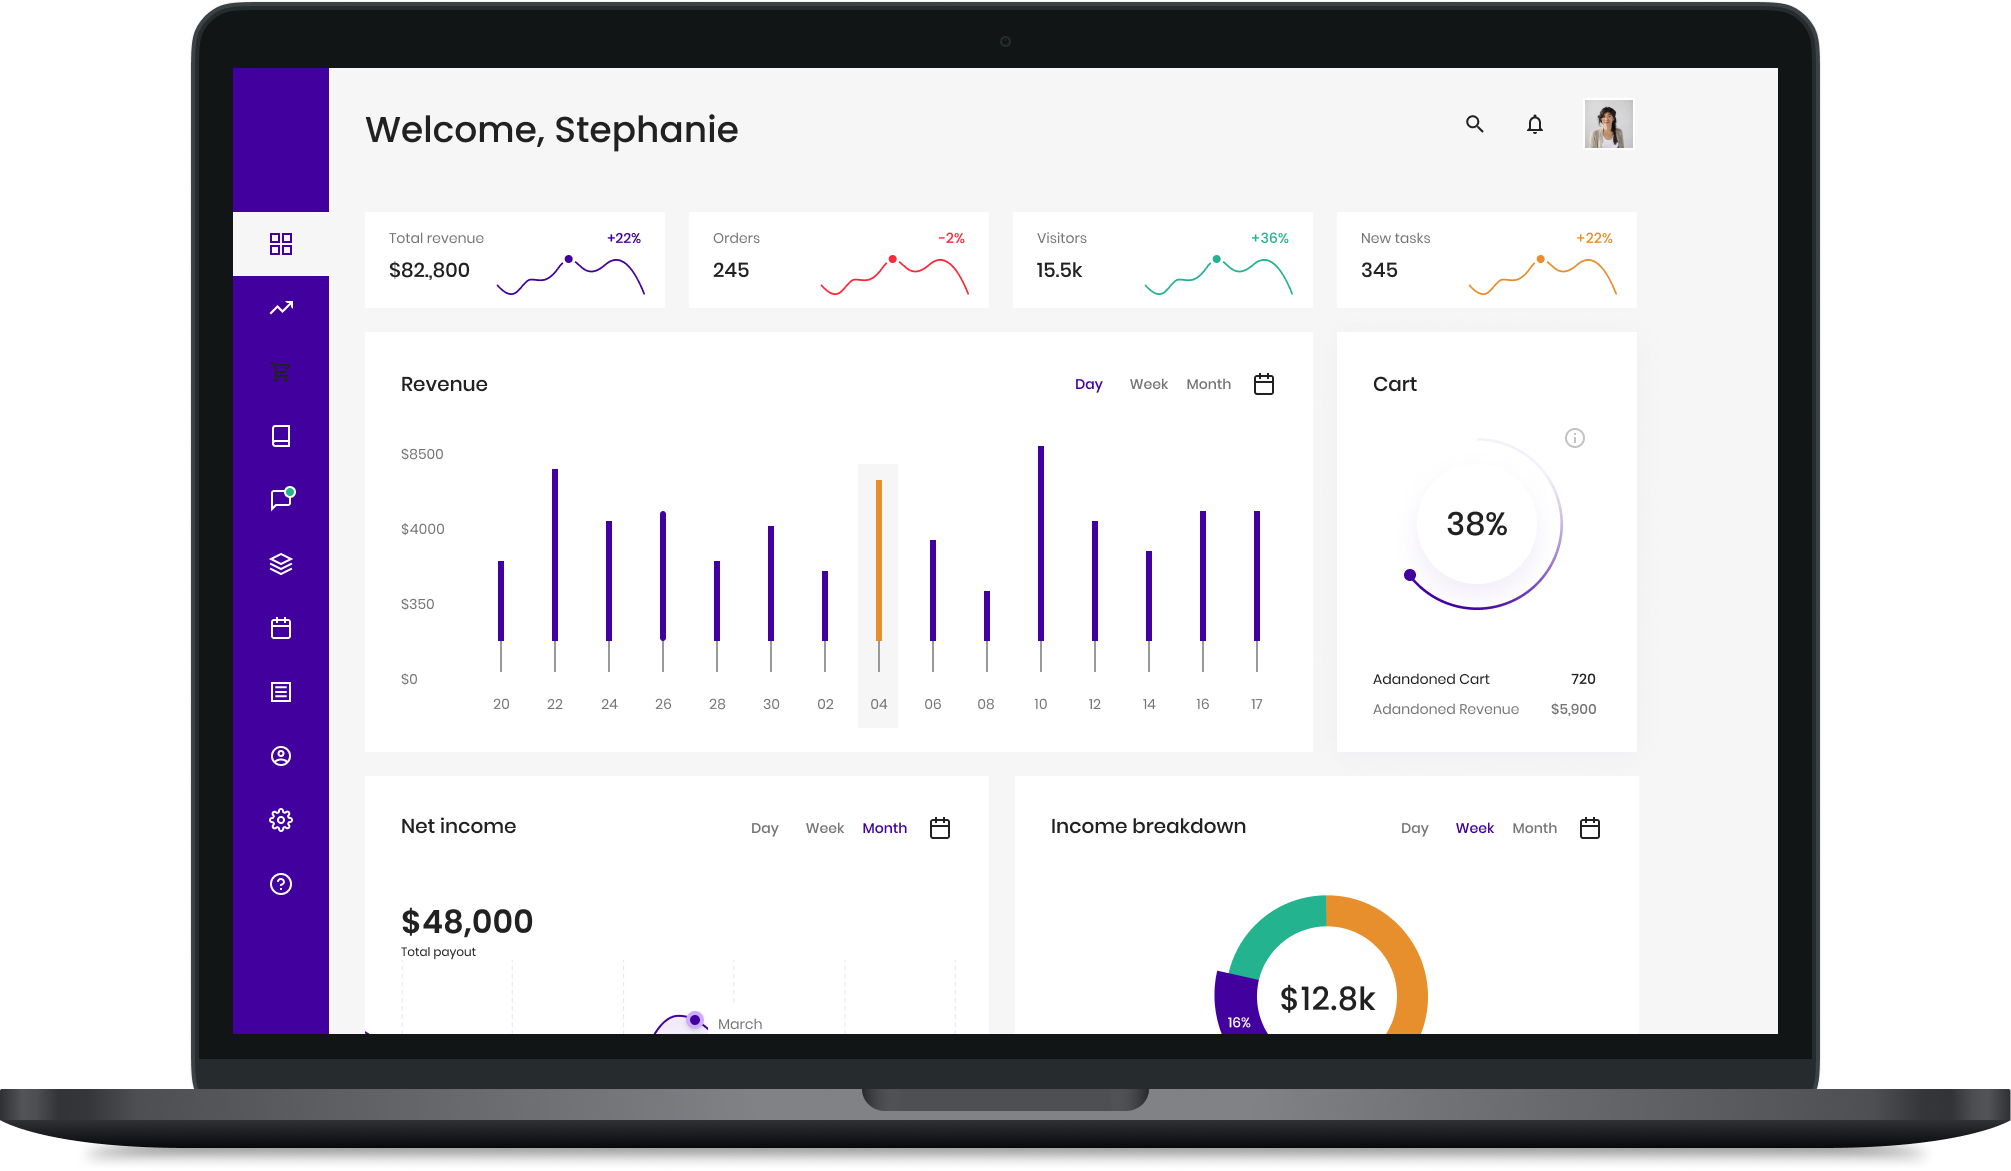 Welcome, Stephanie
Total revenue +22%
$82,,800
Orders -2%
245
Visitors +36%
15.5k
New tasks +22%
345
Revenue
Day Week Month
$8500
$4000
$350
$0
20 22 24 26 28 30 02 04 06 08 10 12 14 16 17
Cart
38%
Adandoned Cart 720
Adandoned Revenue $5,900
Net income
Day Week Month
$48,000
Total payout
March
Income breakdown
Day Week Month
$12.8k
16%